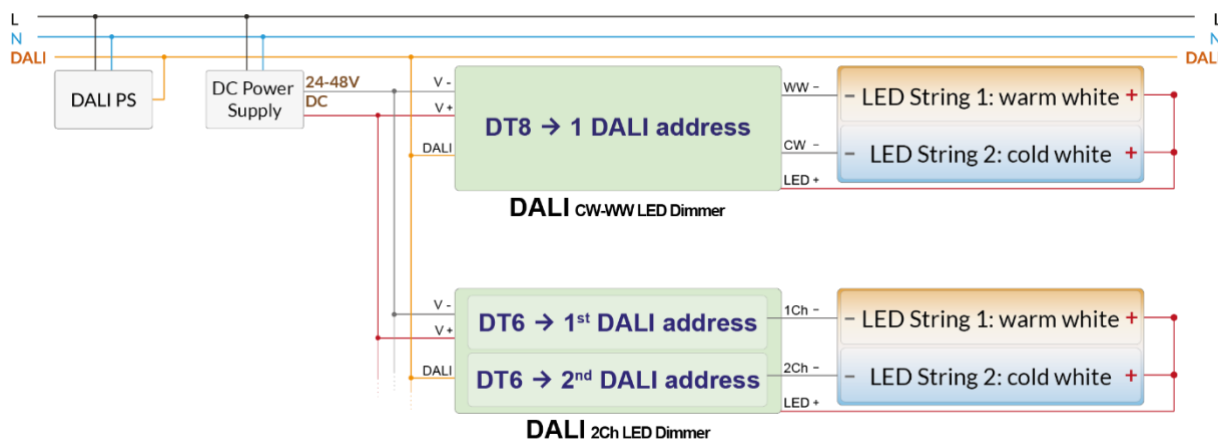 L L
N N
DALI DALI
DALI PS
DC Power
Supply
24-48V
DC
V -
V +
DALI
DT8 → 1 DALI address
WW -
CW -
LED +
- LED String 1: warm white +
- LED String 2: cold white +
DALI CW-WW LED Dimmer
V -
V +
DALI
DT6 → 1st DALI address
DT6 → 2nd DALI address
1Ch -
2Ch -
LED +
- LED String 1: warm white +
- LED String 2: cold white +
DALI 2Ch LED Dimmer